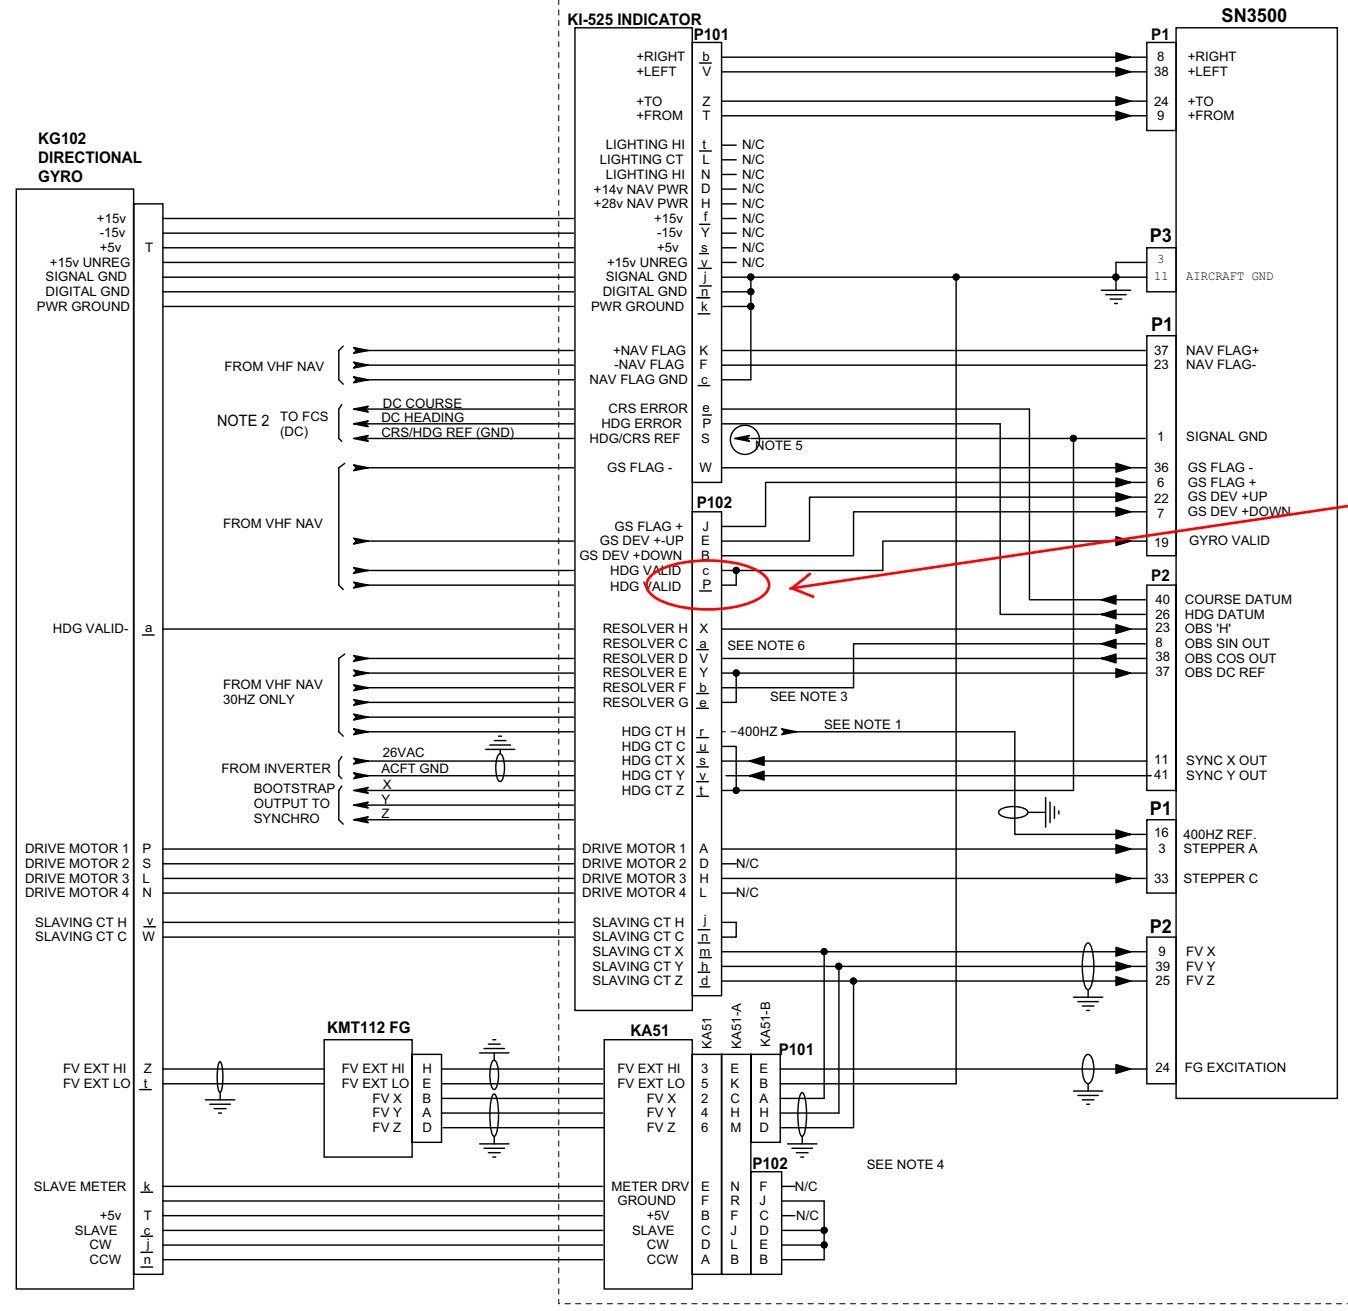 KI-525 INDICATOR
SN3500
P101
P1
+RIGHT b 8 +RIGHT
+LEFT V 38 +LEFT
+TO Z 24 +TO
+FROM T 9 +FROM
KG102
DIRECTIONAL
GYRO
LIGHTING HI t N/C
LIGHTING CT L N/C
LIGHTING HI N N/C
+14v NAV PWR D N/C
+28v NAV PWR H N/C
+15v +15v f N/C
-15v -15v Y N/C
P3
+5v T +5v s N/C
+15v UNREG +15v UNREG v N/C 3
SIGNAL GND SIGNAL GND j 11 AIRCRAFT GND
DIGITAL GND DIGITAL GND n
PWR GROUND PWR GROUND k
P1
+NAV FLAG K 37 NAV FLAG+
FROM VHF NAV -NAV FLAG F 23 NAV FLAG-
NAV FLAG GND c
DC COURSE CRS ERROR e
NOTE 2 TO FCS DC HEADING HDG ERROR P
(DC) CRS/HDG REF (GND) HDG/CRS REF S NOTE 5 1 SIGNAL GND
GS FLAG - W 36 GS FLAG -
6 GS FLAG +
22 GS DEV +UP
P102 7 GS DEV +DOWN
FROM VHF NAV GS FLAG + J
GS DEV +-UP E 19 GYRO VALID
GS DEV +DOWN B
HDG VALID c
HDG VALID P
P2
40 COURSE DATUM
26 HDG DATUM
HDG VALID- a RESOLVER H X 23 OBS 'H'
RESOLVER C a SEE NOTE 6 8 OBS SIN OUT
RESOLVER D V 38 OBS COS OUT
RESOLVER E Y 37 OBS DC REF
FROM VHF NAV RESOLVER F b SEE NOTE 3
30HZ ONLY RESOLVER G e
HDG CT H r 400HZ SEE NOTE 1
HDG CT C u
26VAC HDG CT X s 11 SYNC X OUT
FROM INVERTER ACFT GND HDG CT Y v 41 SYNC Y OUT
BOOTSTRAP X HDG CT Z t
OUTPUT TO Y
SYNCHRO Z
P1
16 400HZ REF.
DRIVE MOTOR 1 P DRIVE MOTOR 1 A 3 STEPPER A
DRIVE MOTOR 2 S DRIVE MOTOR 2 D N/C
DRIVE MOTOR 3 L DRIVE MOTOR 3 H 33 STEPPER C
DRIVE MOTOR 4 N DRIVE MOTOR 4 L N/C
P2
SLAVING CT H v SLAVING CT H j
SLAVING CT C W SLAVING CT C n
SLAVING CT X m 9 FV X
SLAVING CT Y h 39 FV Y
SLAVING CT Z d 25 FV Z
KMT112 FG
KA51
KA51
KA51-A
KA51-B
P101
FV EXT HI Z FV EXT HI H FV EXT HI 3 E E 24 FG EXCITATION
FV EXT LO t FV EXT LO E FV EXT LO 5 K B
FV X B FV X 2 C A
FV Y A FV Y 4 H H
FV Z D FV Z 6 M D
P102
SEE NOTE 4
SLAVE METER k METER DRV E N F N/C
GROUND F R J
+5v T +5V B F C N/C
SLAVE c SLAVE C J D
CW j CW D L E
CCW n CCW A B B